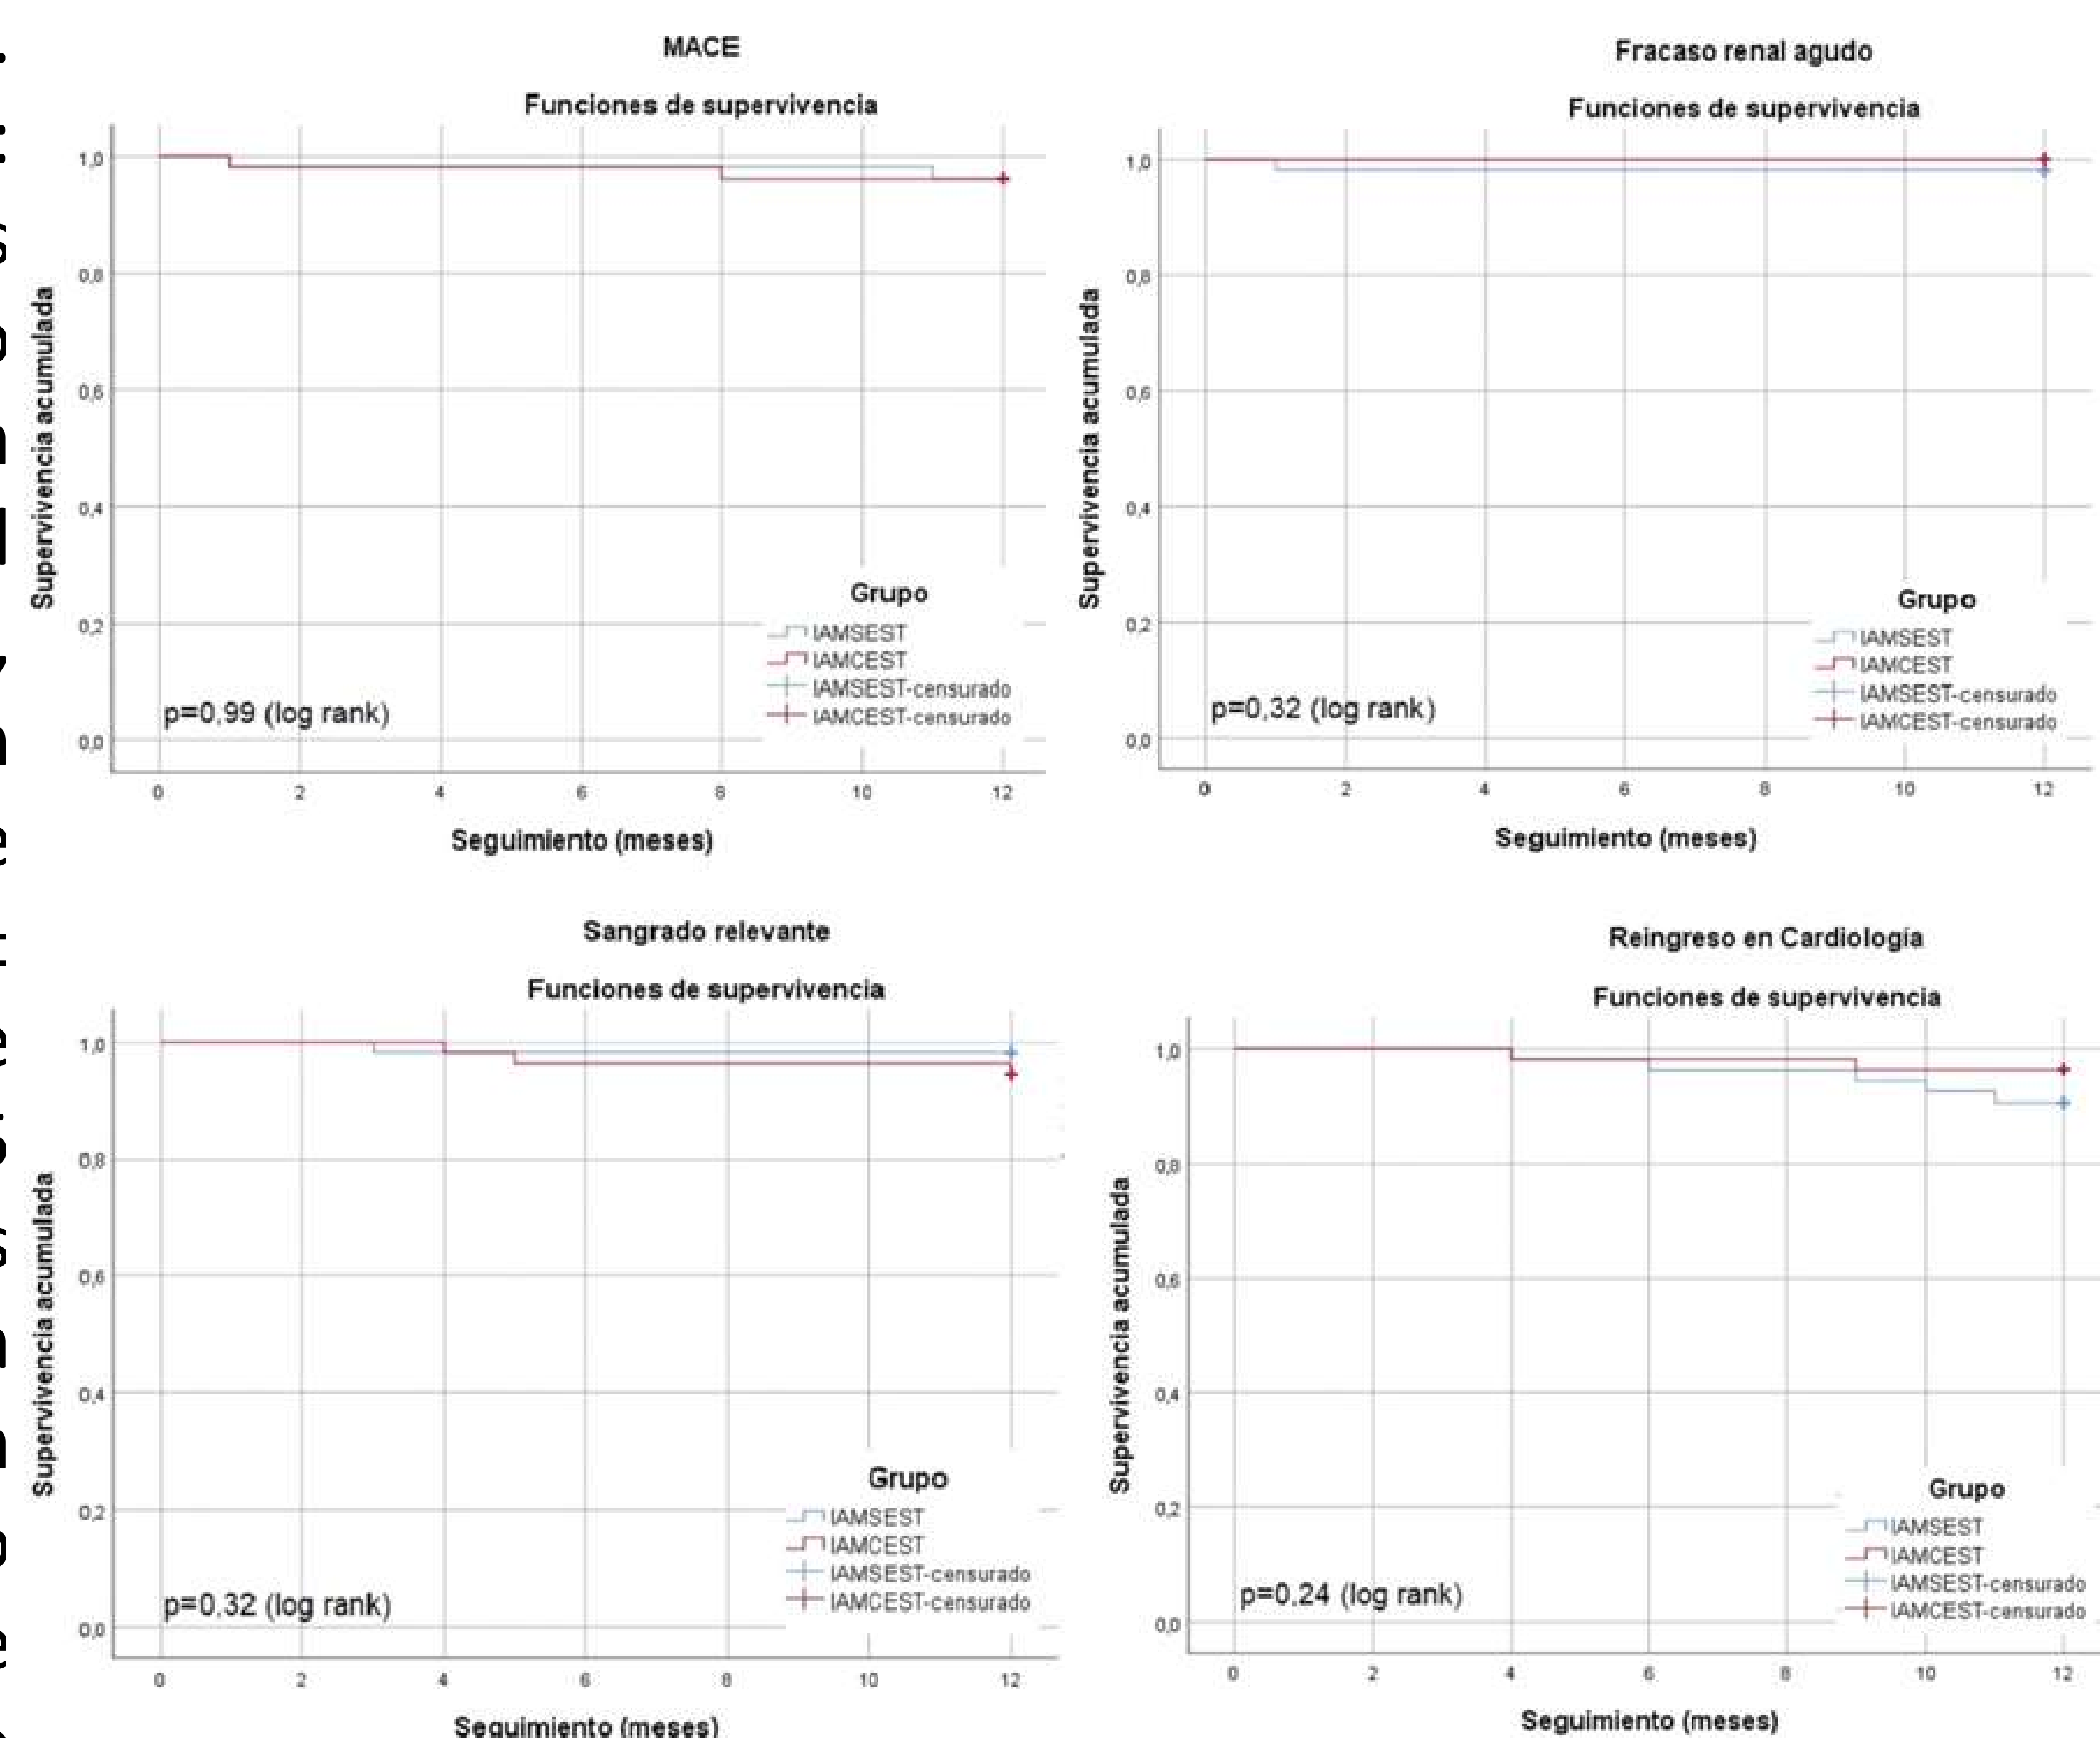 MACE
Funciones de supervivencia
Supervivencia acumulada
1,0
0,8
0,6
0,4
0,2
0,0
0 2 4 6 8 10 12
Seguimiento (meses)
Grupo
IAMSEST
IAMCEST
IAMSEST-censurado
IAMCEST-censurado
p=0,99 (log rank)
Fracaso renal agudo
Funciones de supervivencia
Supervivencia acumulada
1,0
0,8
0,6
0,4
0,2
0,0
0 2 4 6 8 10 12
Seguimiento (meses)
Grupo
IAMSEST
IAMCEST
IAMSEST-censurado
IAMCEST-censurado
p=0,32 (log rank)
Sangrado relevante
Funciones de supervivencia
Supervivencia acumulada
1,0
0,8
0,6
0,4
0,2
0,0
0 2 4 6 8 10 12
Seguimiento (meses)
Grupo
IAMSEST
IAMCEST
IAMSEST-censurado
IAMCEST-censurado
p=0,32 (log rank)
Reingreso en Cardiología
Funciones de supervivencia
Supervivencia acumulada
1,0
0,8
0,6
0,4
0,2
0,0
0 2 4 6 8 10 12
Seguimiento (meses)
Grupo
IAMSEST
IAMCEST
IAMSEST-censurado
IAMCEST-censurado
p=0,24 (log rank)